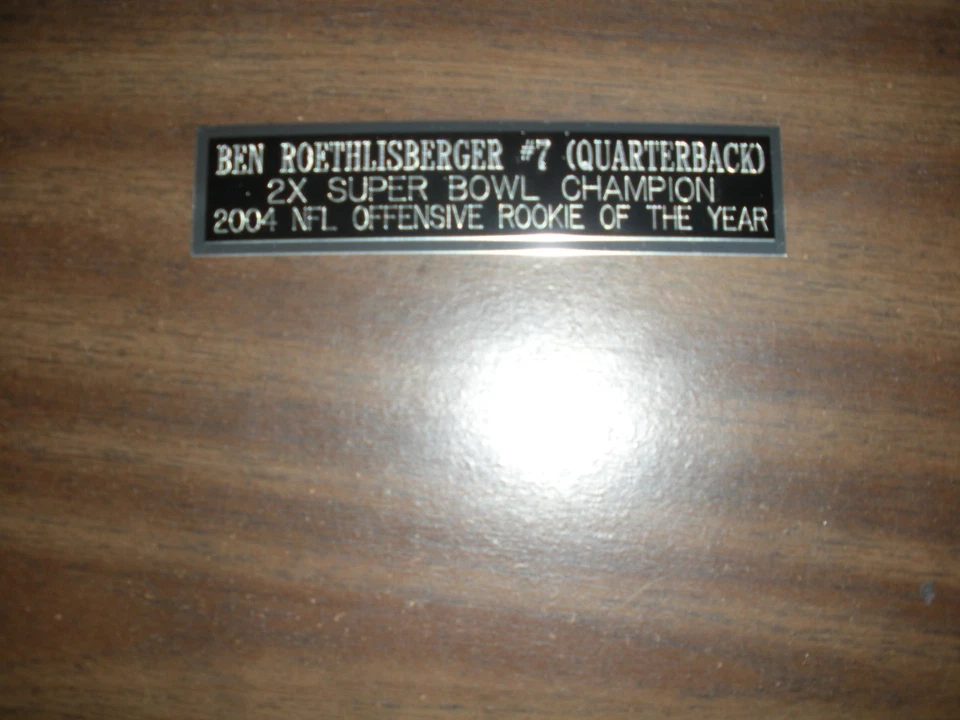 BEN ROETHLISBERGER #7 (QUARTERBACK)
2X SUPER BOWL CHAMPION
2004 NFL OFFENSIVE ROOKIE OF THE YEAR